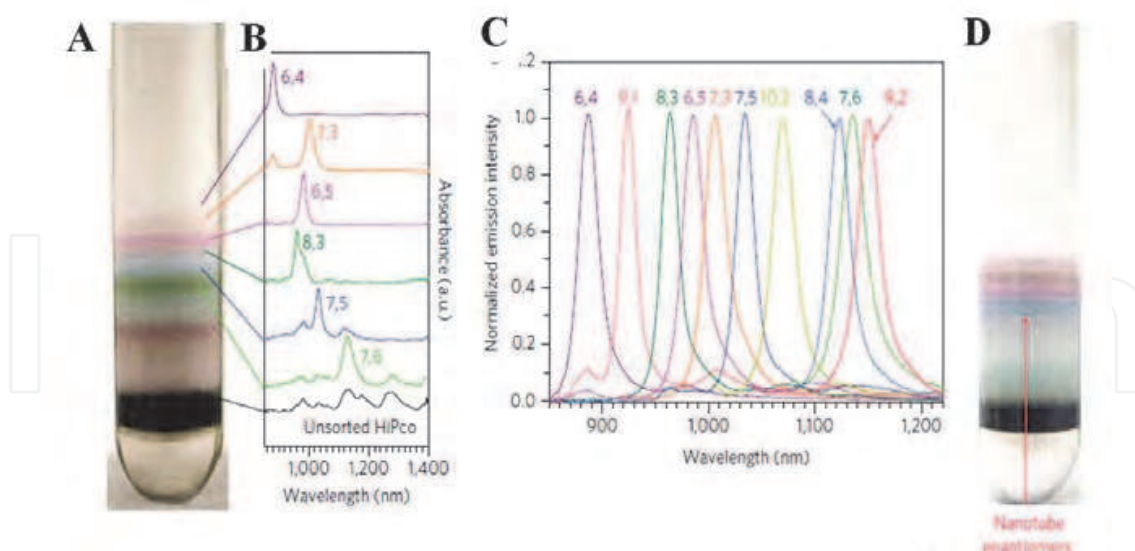 A
B
6,4
7,3
6,5
8,3
7,5
7,6
Unsorted HiPco
1,000
1,200
1,400
Wavelength (nm)
Absorbance (a.u.)
C
.2
1.0
0.8
0.6
0.4
0.2
0.0
Normalized emission intensity
6,4
9,1
8,3
6,5
7,3
7,5
10,2
8,4
7,6
9,2
900
1,000
1,100
1,200
Wavelength (nm)
D
Nanotube
enantiomers